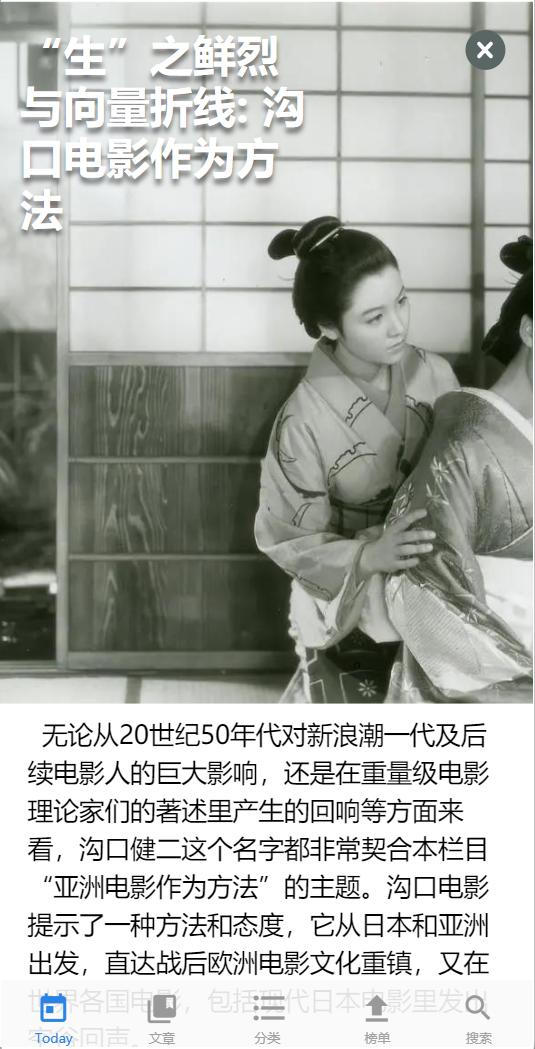 “生”之鲜烈
与向量折线: 沟
口电影作为方
法
无论从20世纪50年代对新浪潮一代及后
续电影人的巨大影响，还是在重量级电影
理论家们的著述里产生的回响等方面来
看，沟口健二这个名字都非常契合本栏目
“亚洲电影作为方法”的主题。沟口电影
提示了一种方法和态度，它从日本和亚洲
出发，直达战后欧洲电影文化重镇，又在
世界各国电影，包括现代日本电影里发出
空谷回声。
Today
文章
分类
榜单
搜索